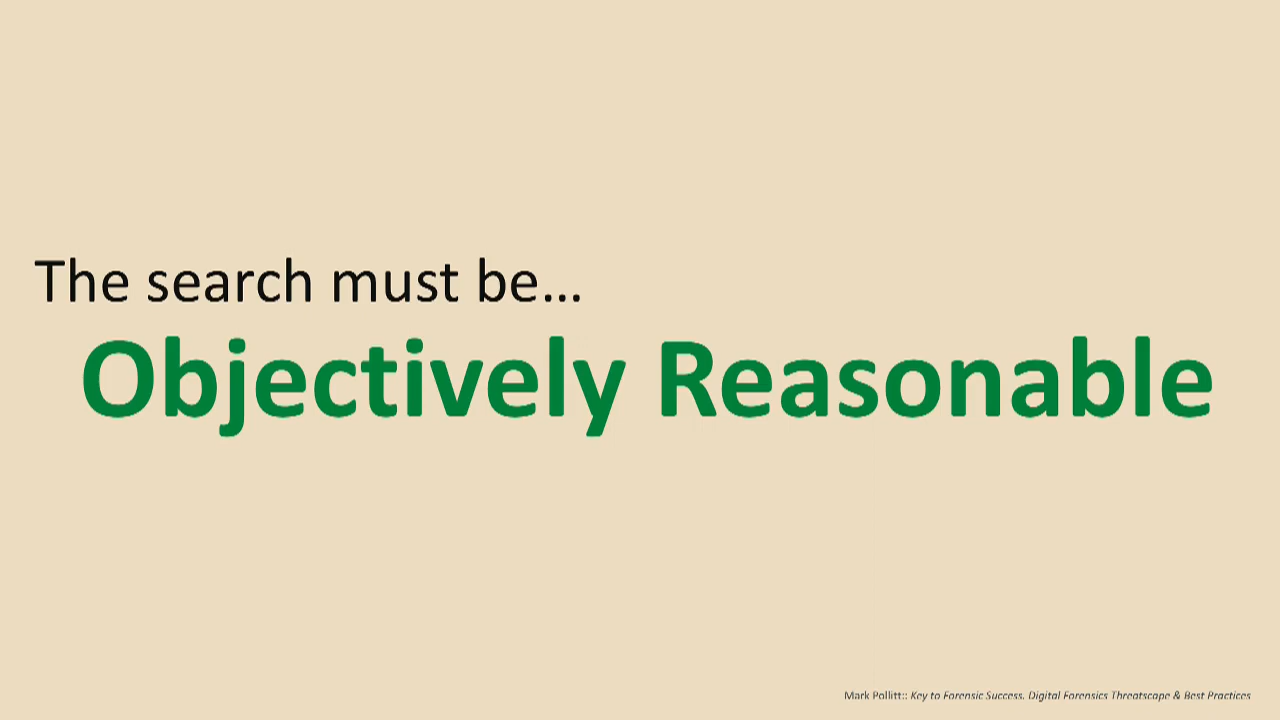 The search must be...
Objectively Reasonable
Mark Pollitt:: Key to Forensic Success. Digital Forensics Threatscape & Best Practices